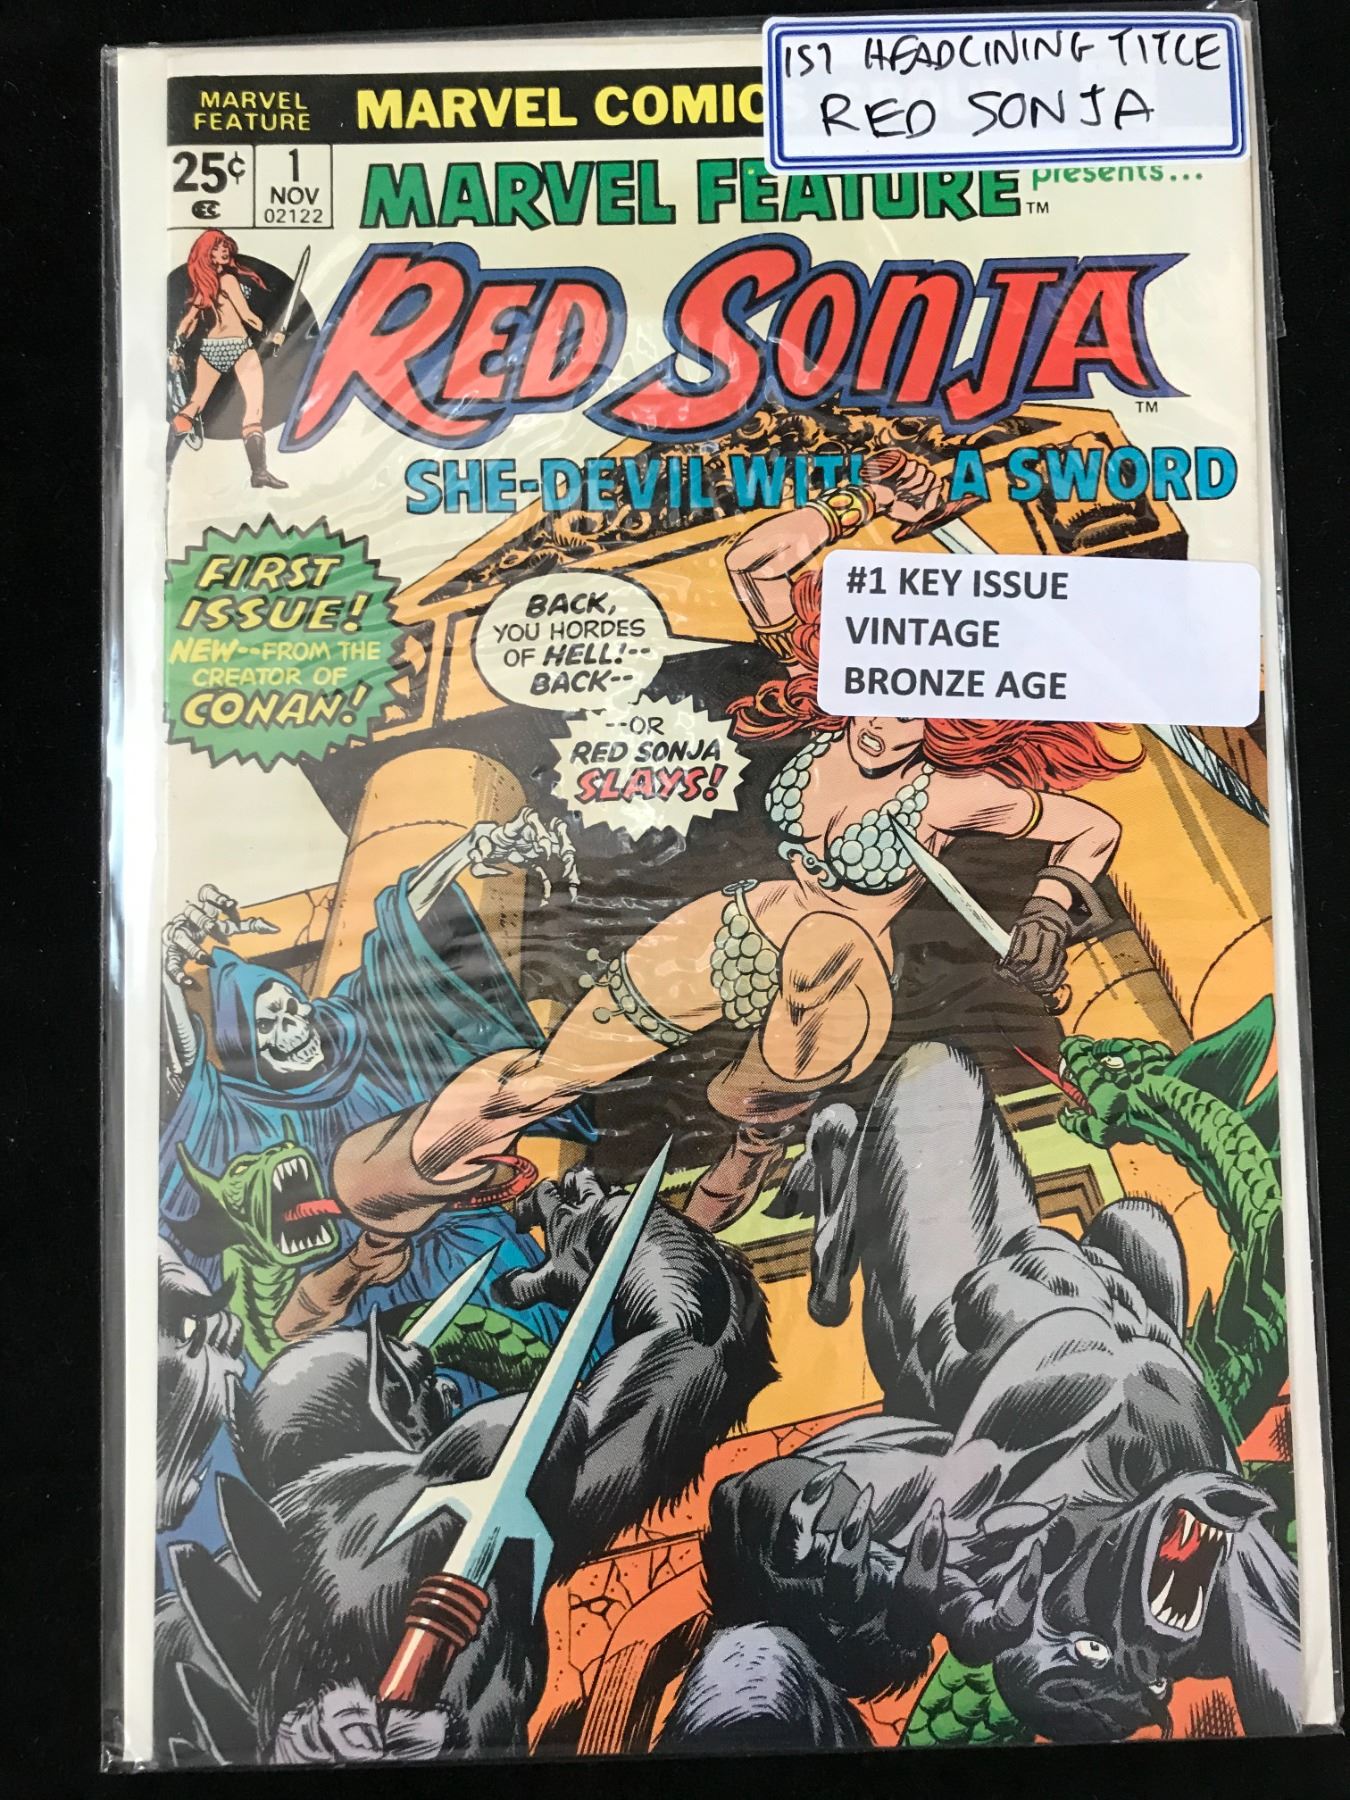 1ST HEADLINING TITLE
RED SONJA
MARVEL
FEATURE
MARVEL COMIC
25¢
1
NOV
02122
MARVEL FEATURE™ presents...
RED SONJA™
SHE-DEVIL WIT A SWORD
FIRST
ISSUE!
NEW--FROM THE
CREATOR OF
CONAN!
BACK,
YOU HORDES
OF HELL!--
BACK--
--OR
RED SONJA
SLAYS!
#1 KEY ISSUE
VINTAGE
BRONZE AGE